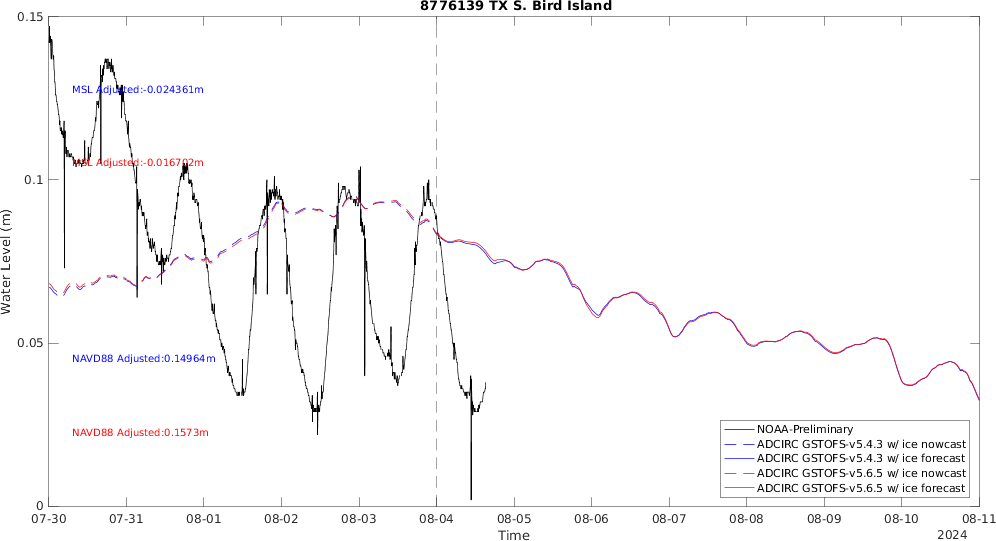 8776139 TX S. Bird Island
0.15
MSL Adjusted:-0.024361m
MSL Adjusted:-0.016702m
0.1
Water Level (m)
0.05
NAVD88 Adjusted:0.14964m
NAVD88 Adjusted:0.1573m
NOAA-Preliminary
ADCIRC GSTOFS-v5.4.3 w/ ice nowcast
ADCIRC GSTOFS-v5.4.3 w/ ice forecast
ADCIRC GSTOFS-v5.6.5 w/ ice nowcast
ADCIRC GSTOFS-v5.6.5 w/ ice forecast
0
07-30 07-31 08-01 08-02 08-03 08-04 08-05 08-06 08-07 08-08 08-09 08-10 08-11
Time
2024